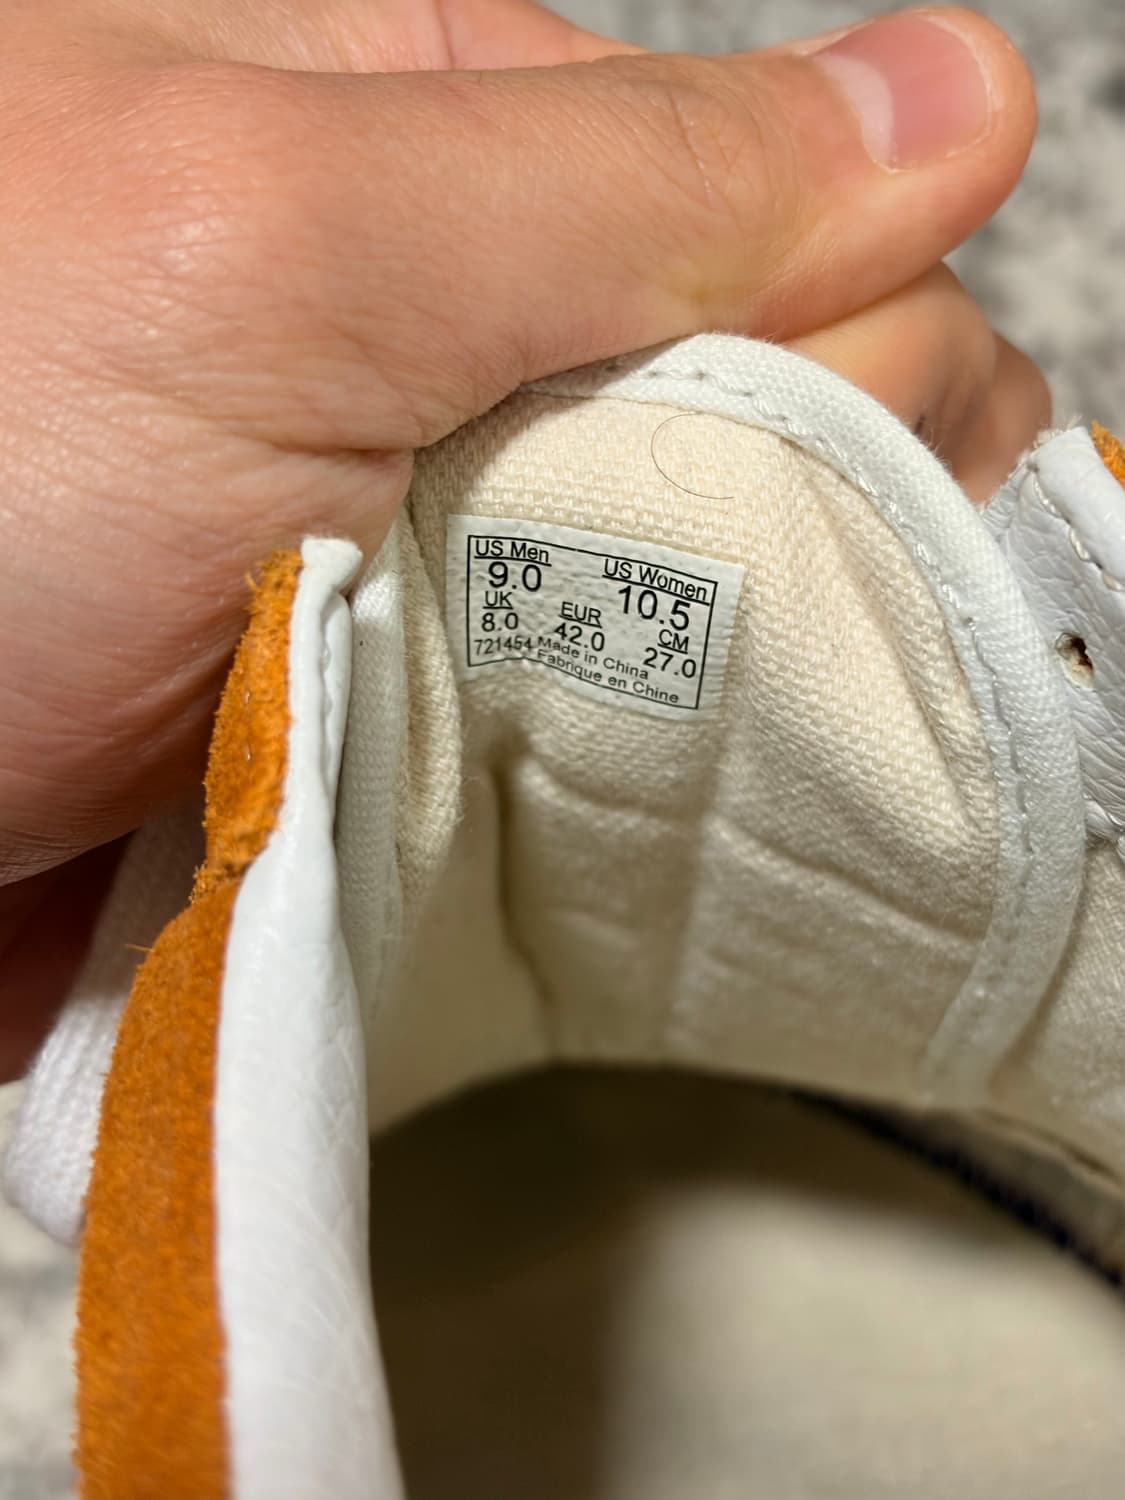 US Men US Women
9.0 10.5
UK EUR CM
8.0 42.0 27.0
721454 Made in China
Fabrique en Chine